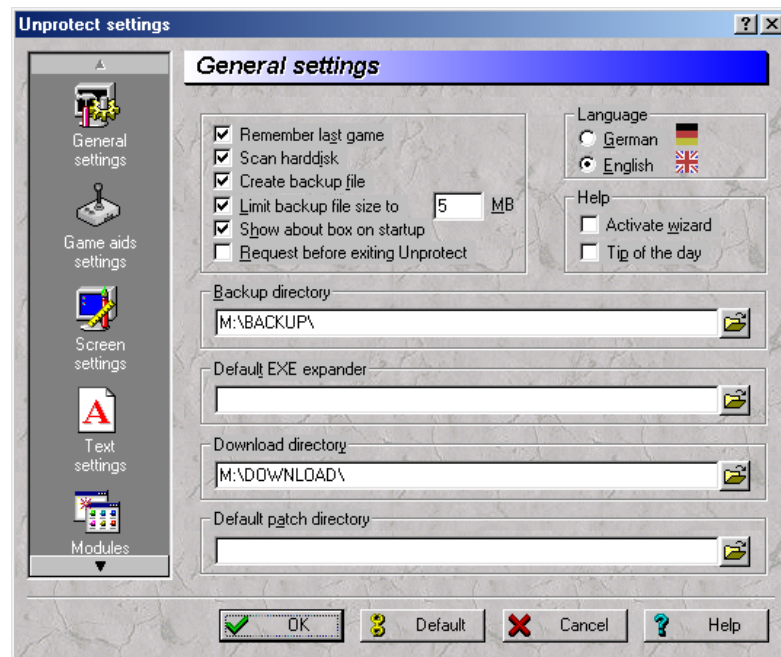 Unprotect settings
General settings
General
settings
Game aids
settings
Screen
settings
A
Text
settings
Modules
Remember last game
Scan harddisk
Create backup file
Limit backup file size to 5 MB
Show about box on startup
Request before exiting Unprotect
Language
German
English
Help
Activate wizard
Tip of the day
Backup directory
M:\BACKUP\
Default EXE expander
Download directory
M:\DOWNLOAD\
Default patch directory
OK
Default
Cancel
? Help